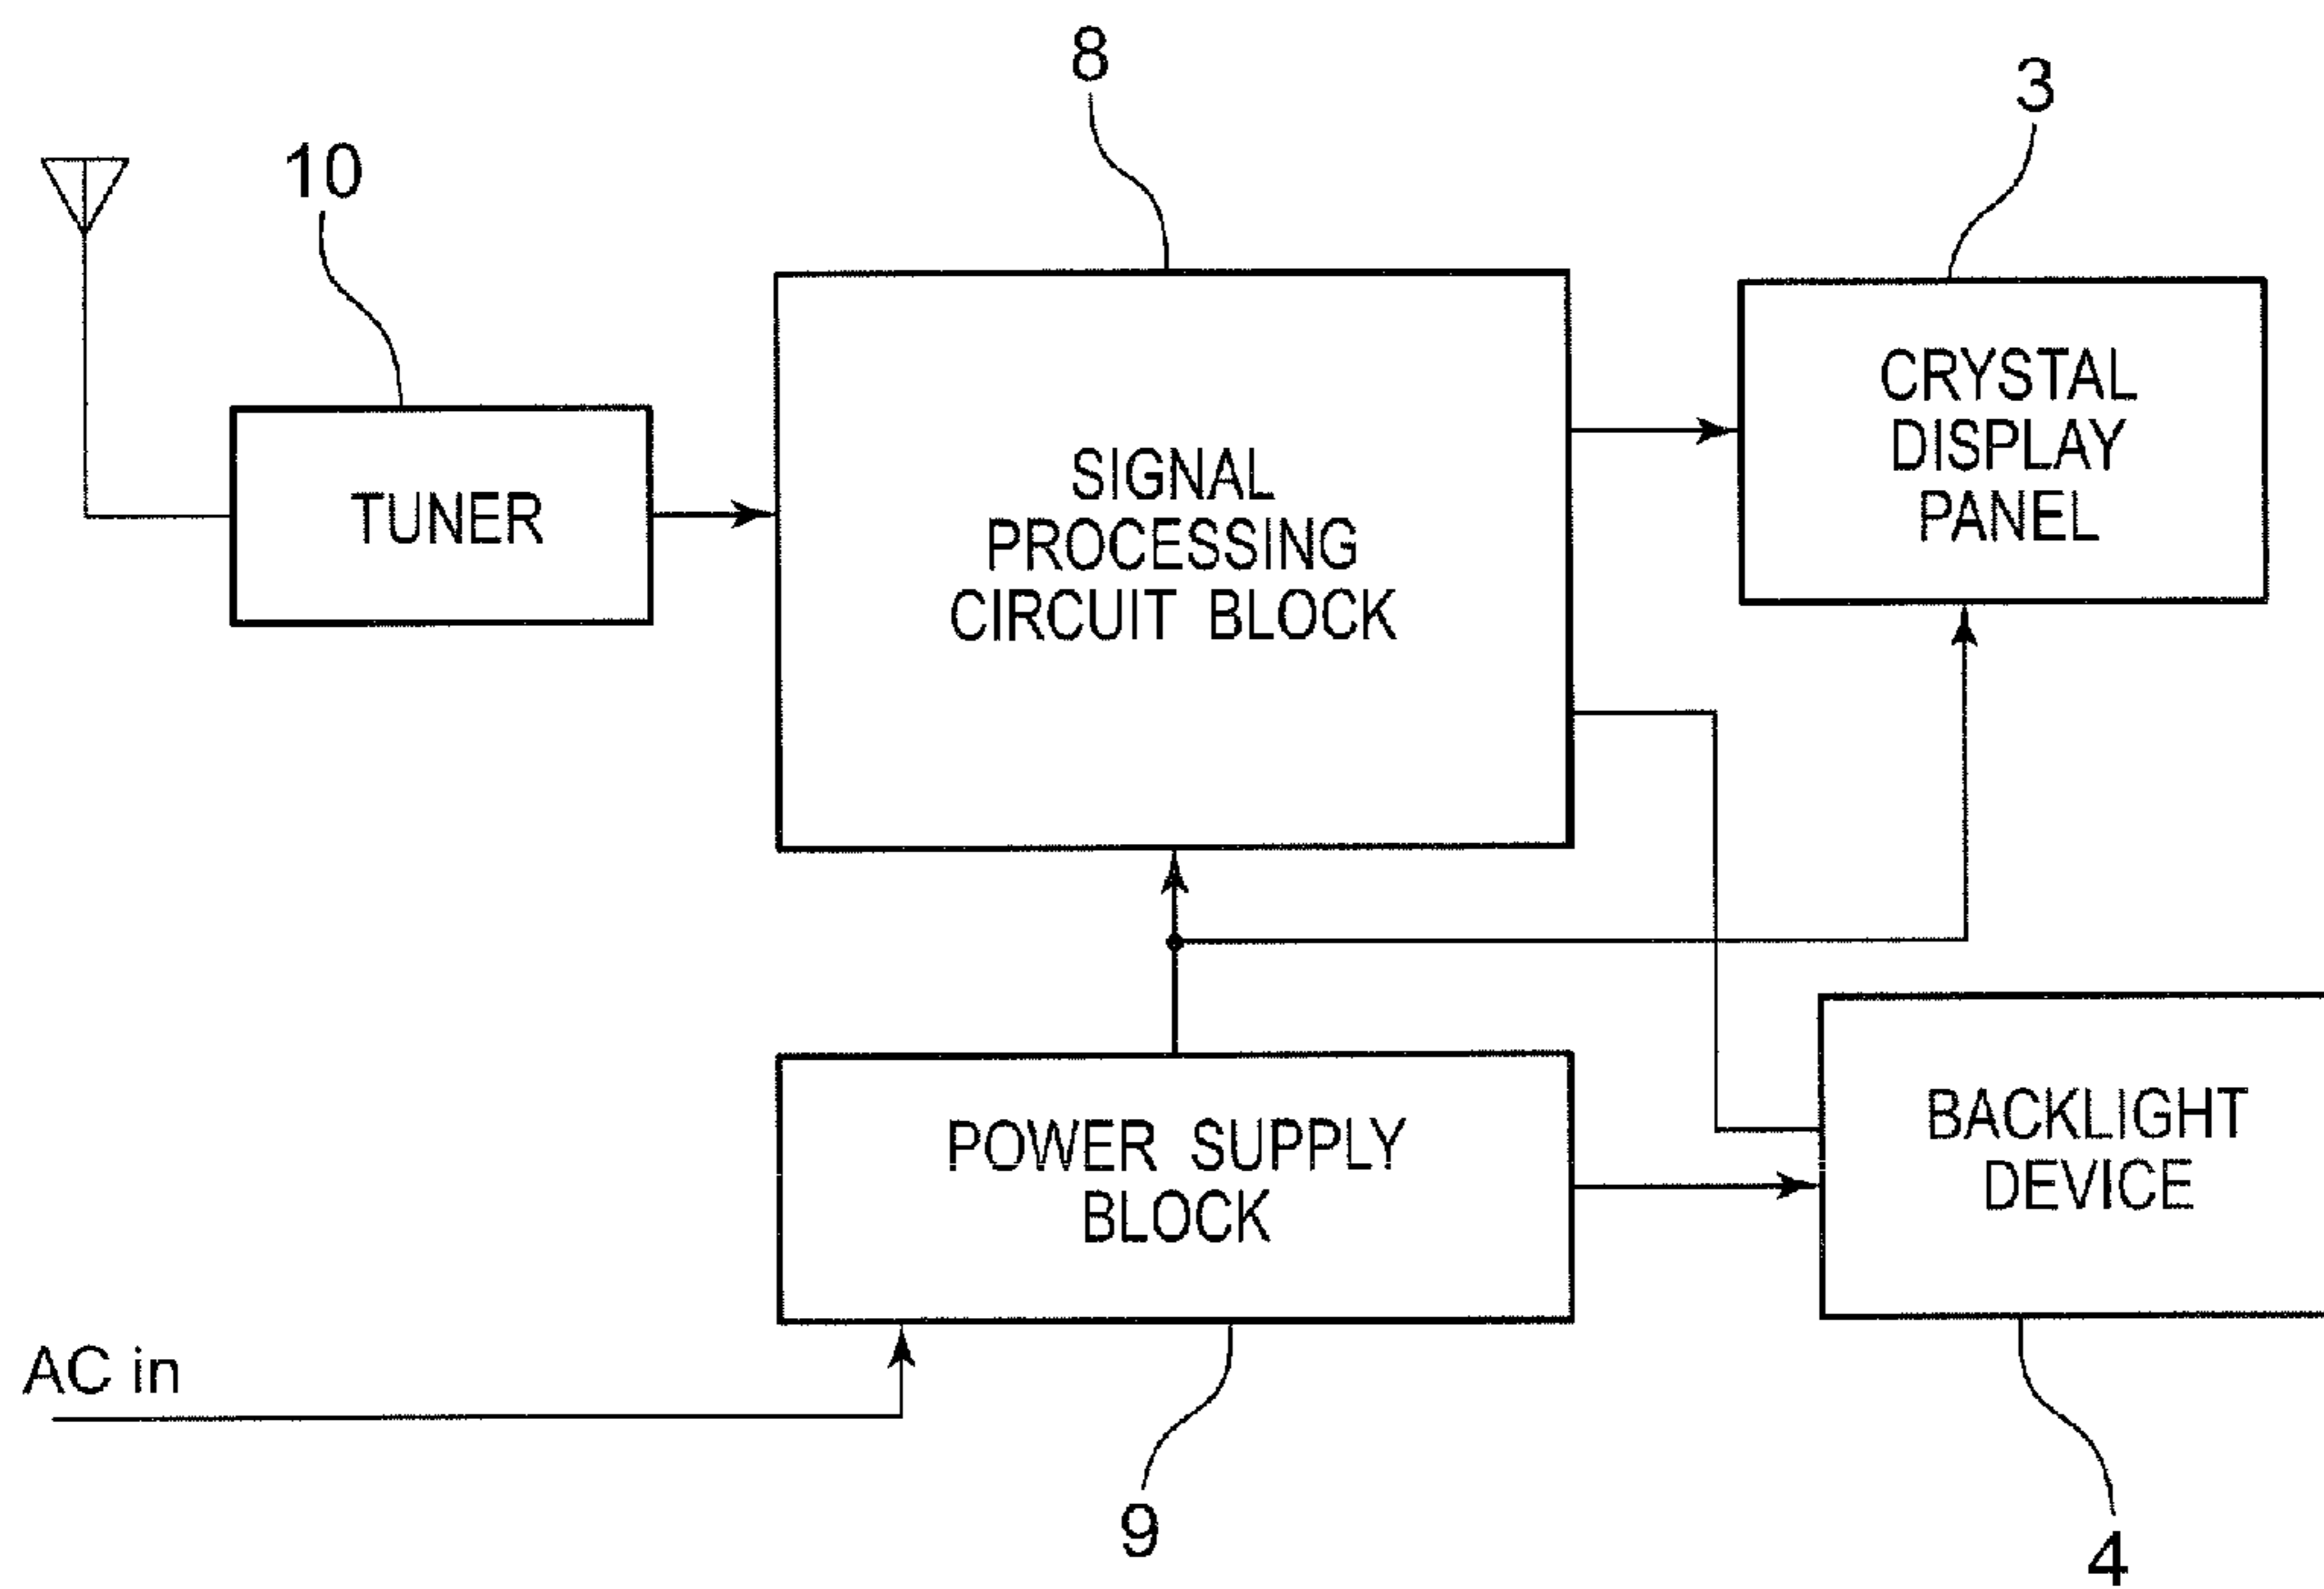 8
3
10
CRYSTAL
DISPLAY
PANEL
TUNER
SIGNAL
PROCESSING
CIRCUIT BLOCK
POWER SUPPLY
BLOCK
BACKLIGHT
DEVICE
AC in
9
4